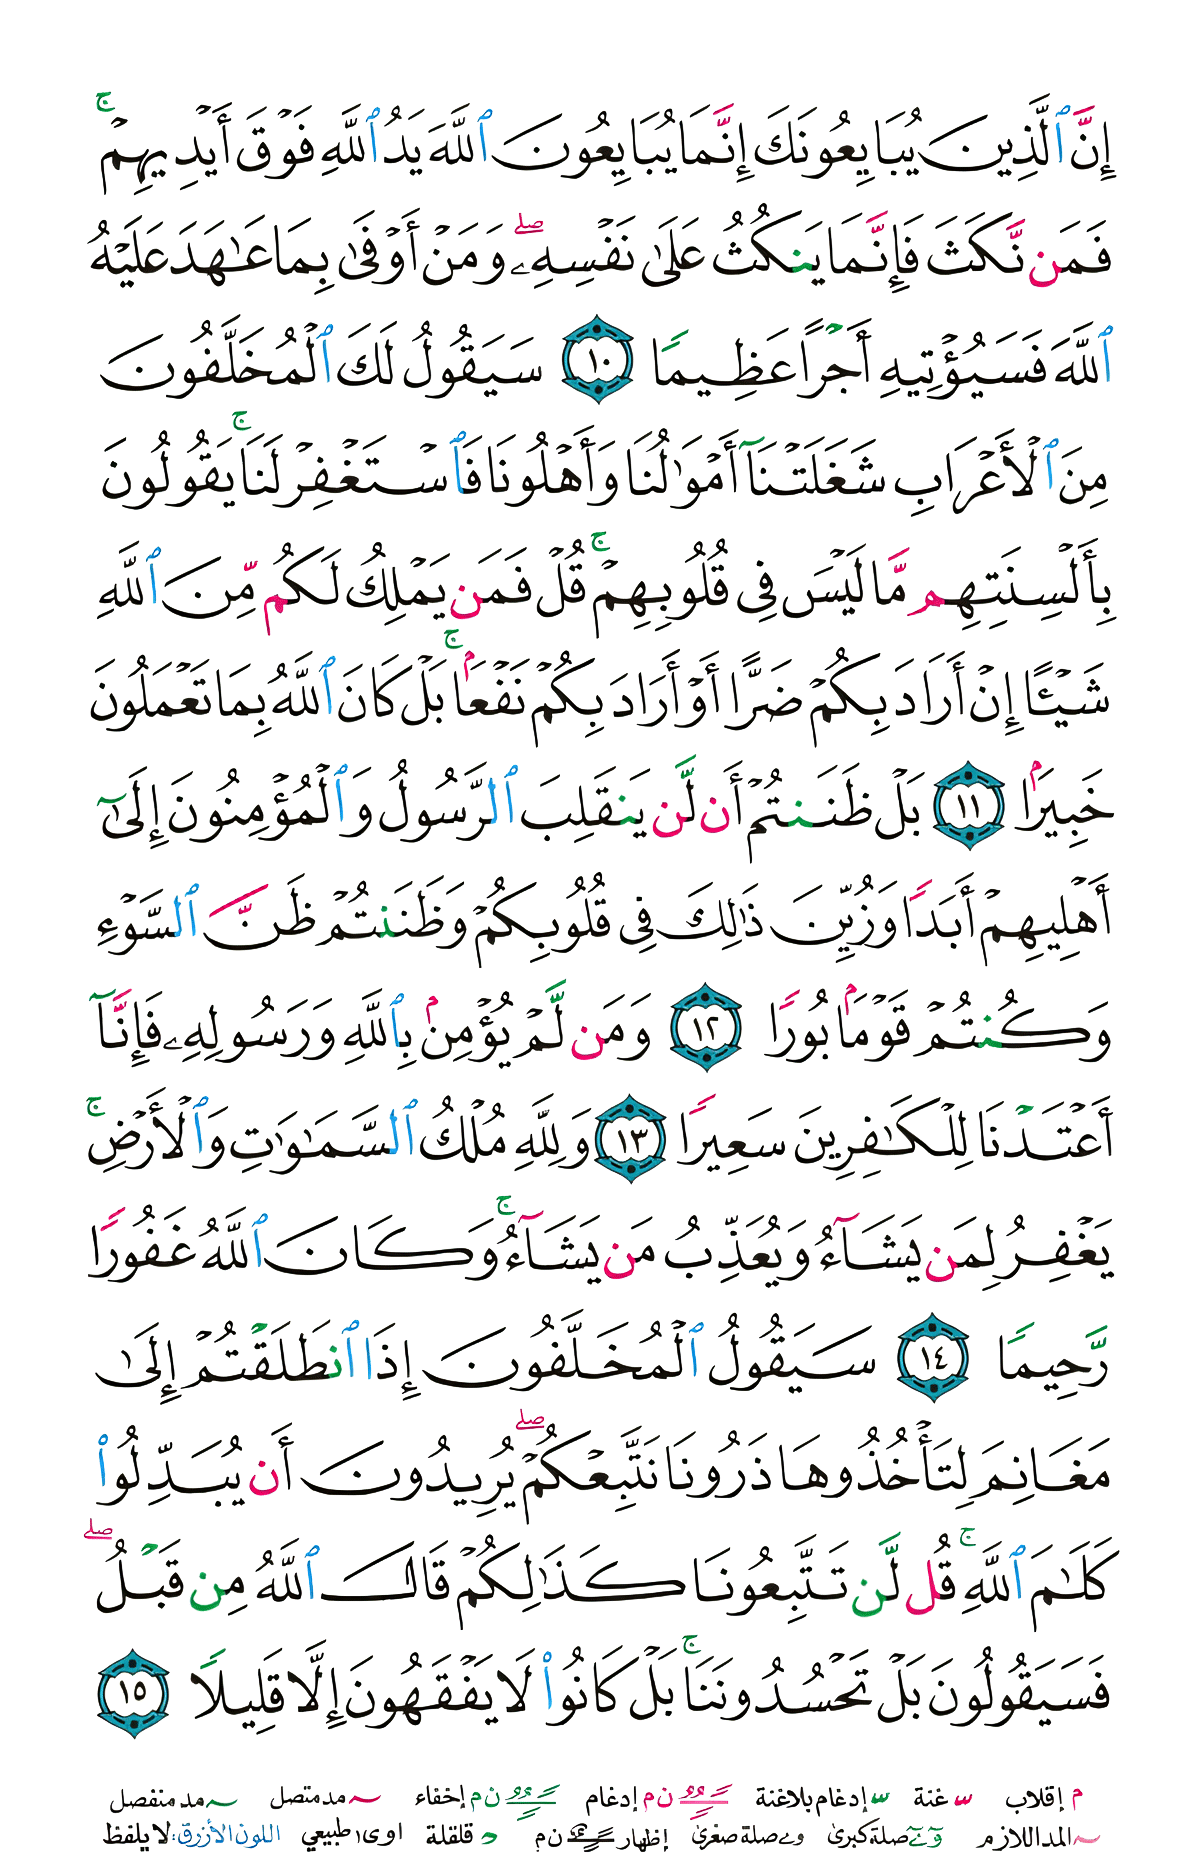 إِنَّ ٱلَّذِينَ يُبَايِعُونَكَ إِنَّمَا يُبَايِعُونَ ٱللَّهَ يَدُ ٱللَّهِ فَوْقَ أَيْدِيهِمْ ۚ
فَمَن نَّكَثَ فَإِنَّمَا يَنكُثُ عَلَىٰ نَفْسِهِۦ ۖ وَمَنْ أَوْفَىٰ بِمَا عَـٰهَدَ عَلَيْهُ
ٱللَّهَ فَسَيُؤْتِيهِ أَجْرًا عَظِيمًا ١٠ سَيَقُولُ لَكَ ٱلْمُخَلَّفُونَ
مِنَ ٱلْأَعْرَابِ شَغَلَتْنَآ أَمْوَٰلُنَا وَأَهْلُونَا فَٱسْتَغْفِرْ لَنَا ۚ يَقُولُونَ
بِأَلْسِنَتِهِم مَّا لَيْسَ فِى قُلُوبِهِمْ ۚ قُلْ فَمَن يَمْلِكُ لَكُم مِّنَ ٱللَّهِ
شَيْـًٔا إِنْ أَرَادَ بِكُمْ ضَرًّا أَوْ أَرَادَ بِكُمْ نَفْعَۢا ۚ بَلْ كَانَ ٱللَّهُ بِمَا تَعْمَلُونَ
خَبِيرَۢا ١١ بَلْ ظَنَنتُمْ أَن لَّن يَنقَلِبَ ٱلرَّسُولُ وَٱلْمُؤْمِنُونَ إِلَىٰٓ
أَهْلِيهِمْ أَبَدًا وَزُيِّنَ ذَٰلِكَ فِى قُلُوبِكُمْ وَظَنَنتُمْ ظَنَّ ٱلسَّوْءِ
وَكُنتُمْ قَوْمَۢا بُورًا ١٢ وَمَن لَّمْ يُؤْمِنۢ بِٱللَّهِ وَرَسُولِهِۦ فَإِنَّآ
أَعْتَدْنَا لِلْكَـٰفِرِينَ سَعِيرًا ١٣ وَلِلَّهِ مُلْكُ ٱلسَّمَـٰوَٰتِ وَٱلْأَرْضِ ۚ
يَغْفِرُ لِمَن يَشَآءُ وَيُعَذِّبُ مَن يَشَآءُ ۚ وَكَانَ ٱللَّهُ غَفُورًا
رَّحِيمًا ١٤ سَيَقُولُ ٱلْمُخَلَّفُونَ إِذَا ٱنطَلَقْتُمْ إِلَىٰ
مَغَانِمَ لِتَأْخُذُوهَا ذَرُونَا نَتَّبِعْكُمْ ۖ يُرِيدُونَ أَن يُبَدِّلُوا۟
كَلَـٰمَ ٱللَّهِ ۚ قُل لَّن تَتَّبِعُونَا كَذَٰلِكُمْ قَالَ ٱللَّهُ مِن قَبْلُ ۖ
فَسَيَقُولُونَ بَلْ تَحْسُدُونَنَا ۚ بَلْ كَانُوا۟ لَا يَفْقَهُونَ إِلَّا قَلِيلًا ١٥
م إقلاب غنة إدغام بلاغنة ن م إدغام ن م إخفاء مد متصل مد منفصل
المد اللازم صلة كبرى وۦ صلة صغرى إظهار ن م قلقلة اوى طبيعي اللون الأزرق: لا يلفظ